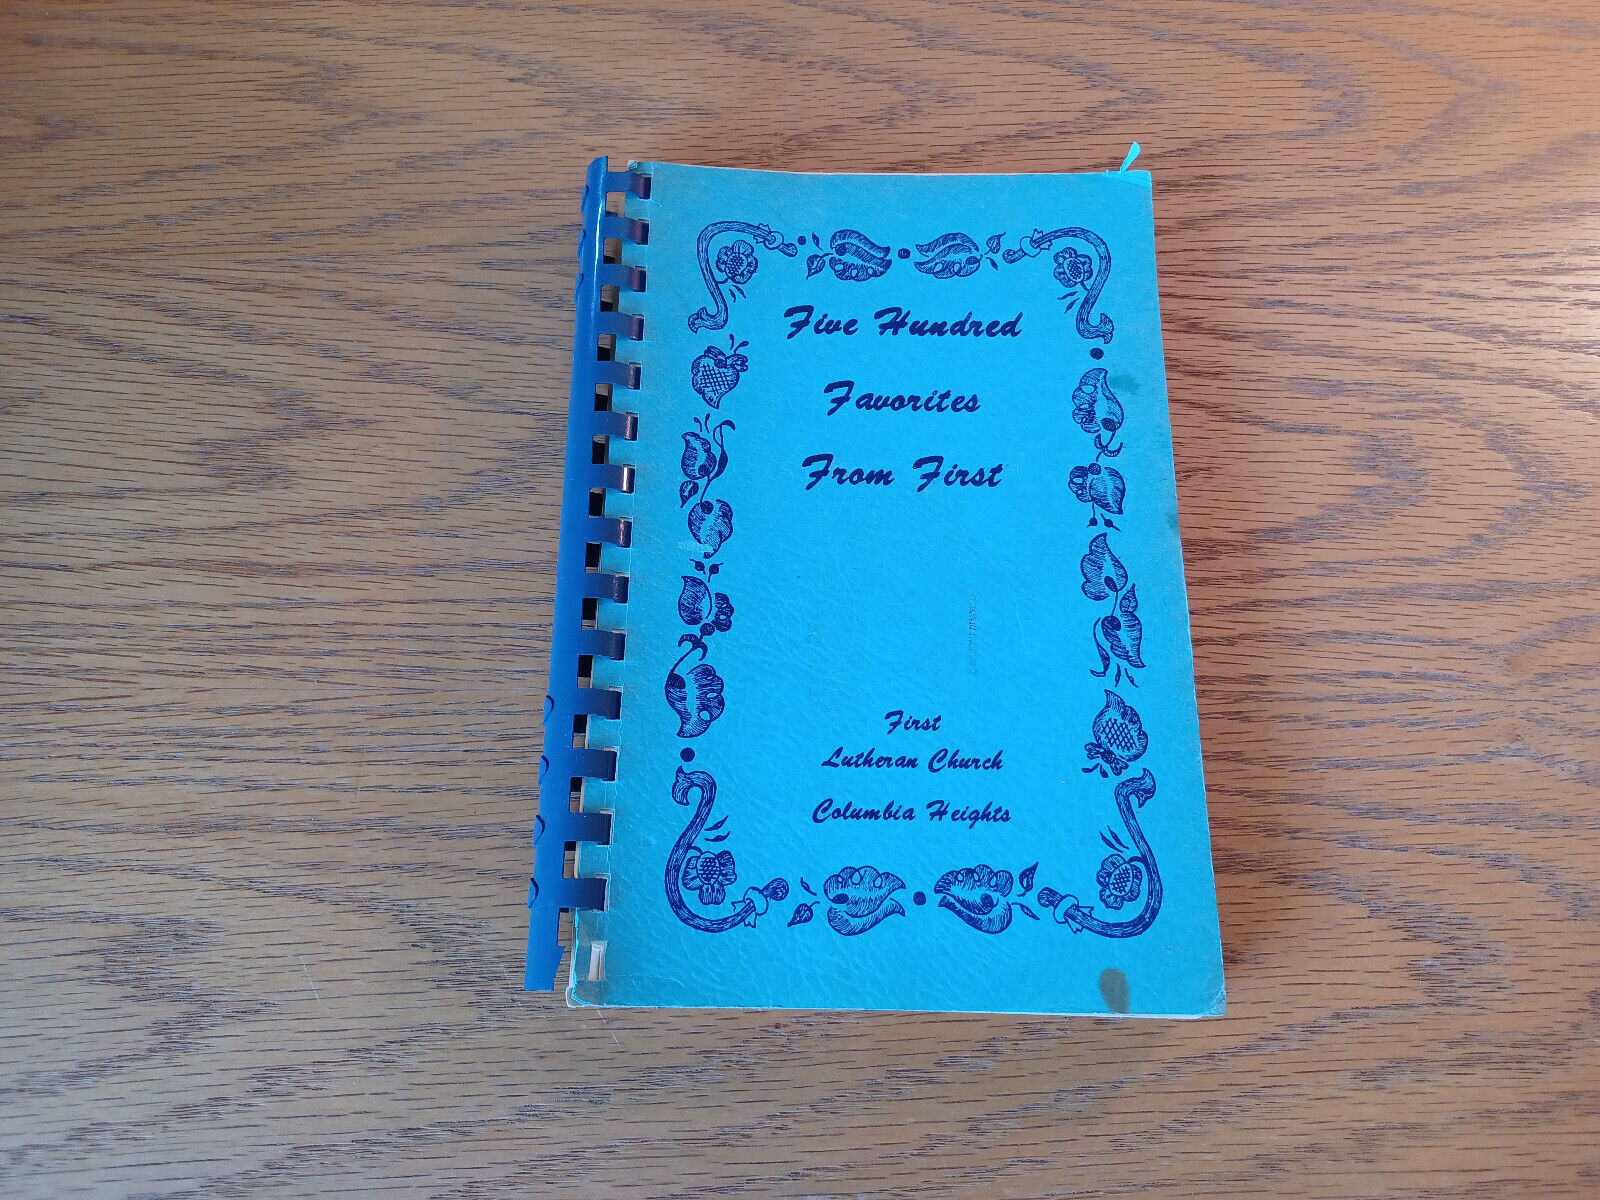 Five Hundred
Favorites
From First
First
Lutheran Church
Columbia Heights